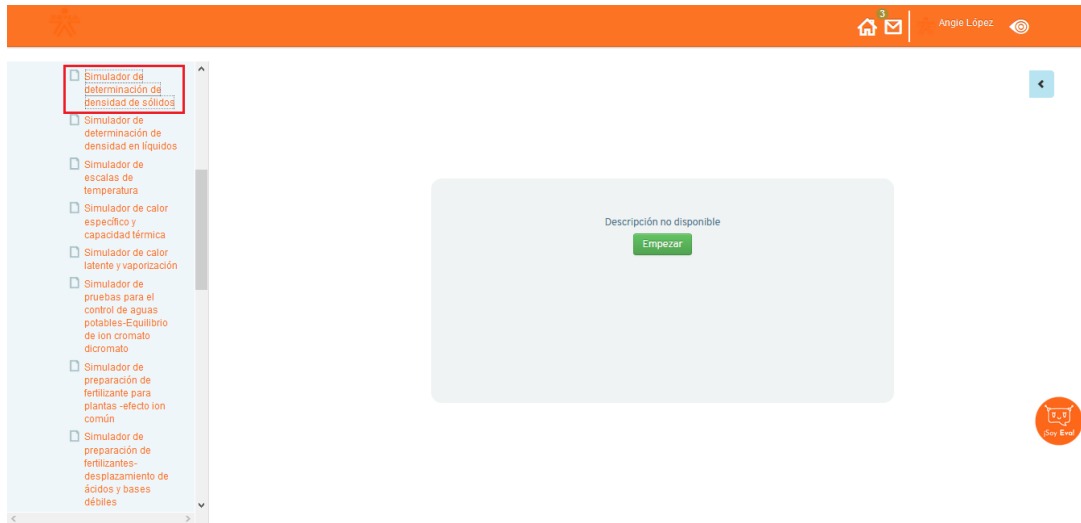 3
Angie López
Simulador de
determinación de
densidad de sólidos
Simulador de
determinación de
densidad en líquidos
Simulador de
escalas de
temperatura
Simulador de calor
específico y
capacidad térmica
Simulador de calor
latente y vaporización
Simulador de
pruebas para el
control de aguas
potables-Equilibrio
de ion cromato
dicromato
Simulador de
preparación de
fertilizante para
plantas -efecto ion
común
Simulador de
preparación de
fertilizantes-
desplazamiento de
ácidos y bases
débiles
Descripción no disponible
Empezar
¡Soy Eva!